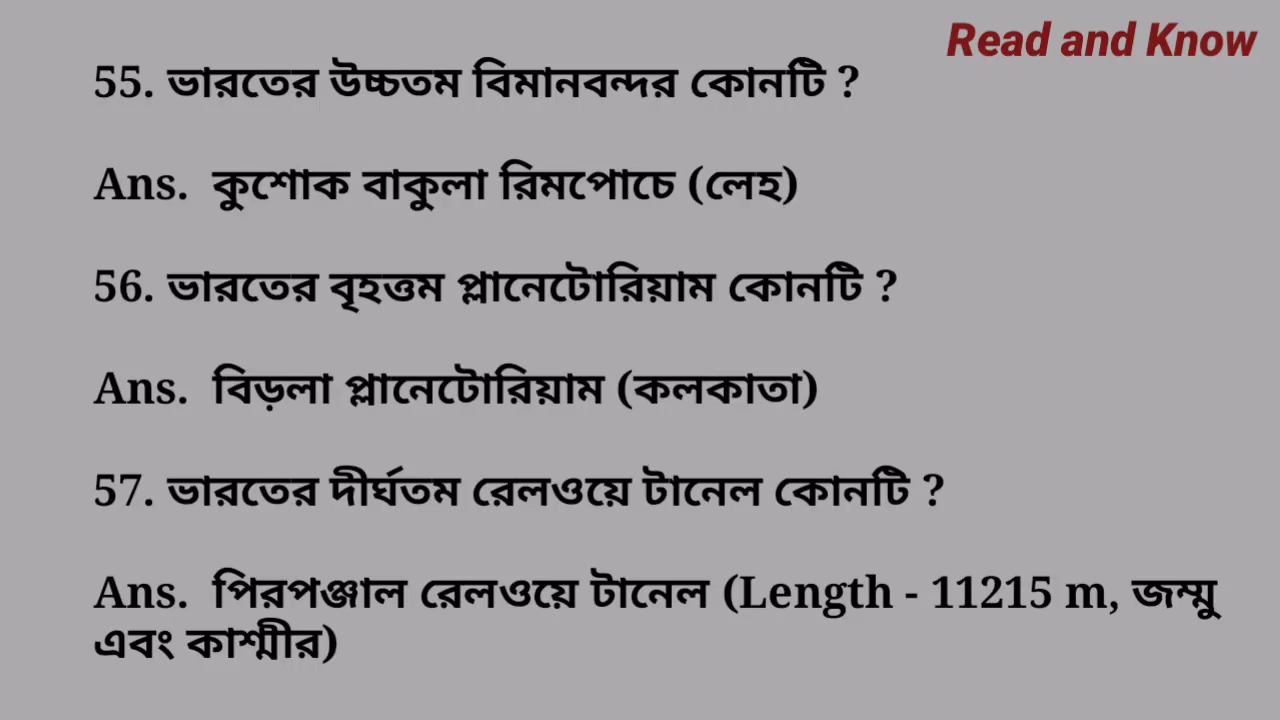 Read and Know
55. ভারতের উচ্চতম বিমানবন্দর কোনটি ?
Ans. কুশোক বাকুলা রিমপোচে (লেহ)
56. ভারতের বৃহত্তম প্লানেটোরিয়াম কোনটি ?
Ans. বিড়লা প্লানেটোরিয়াম (কলকাতা)
57. ভারতের দীর্ঘতম রেলওয়ে টানেল কোনটি ?
Ans. পিরপঞ্জাল রেলওয়ে টানেল (Length - 11215 m, জম্মু
এবং কাশ্মীর)